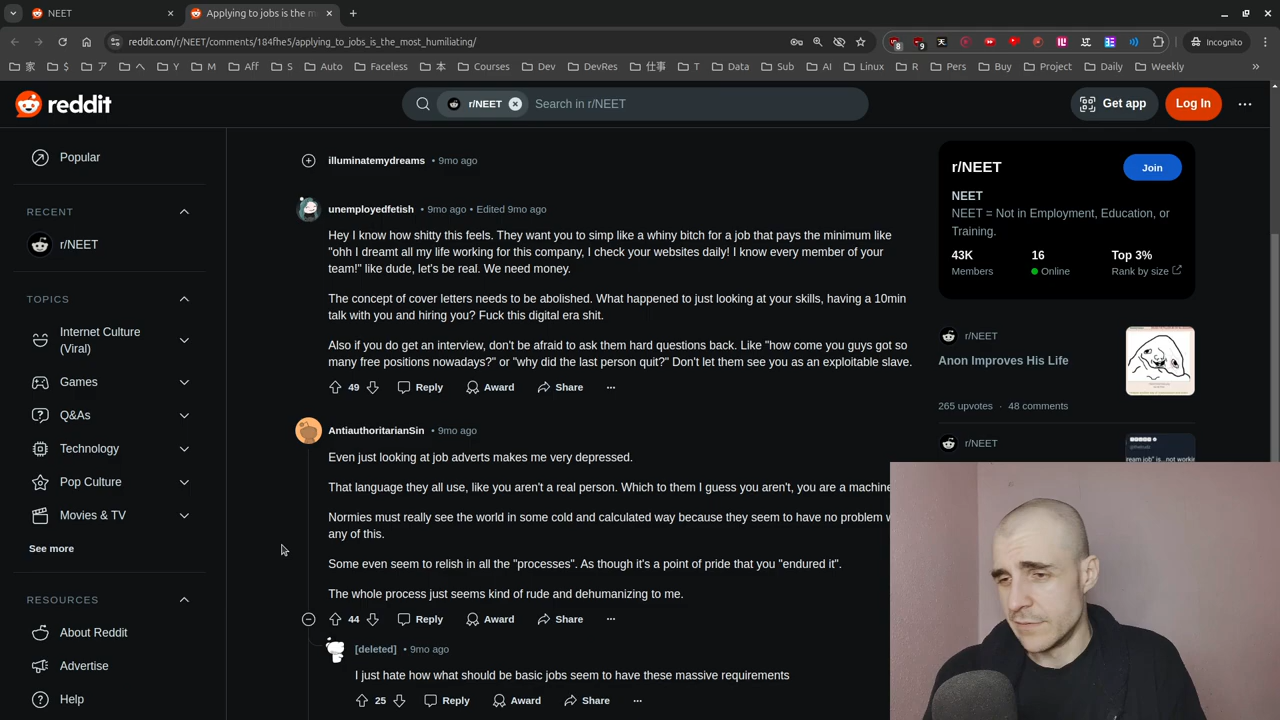 NEET
Applying to jobs is the m
reddit.com/r/NEET/comments/184fhe5/applying_to_jobs_is_the_most_humiliating/
8
9
Incognito
家 $ ア へ Y M Aff S Auto Faceless 本 Courses Dev DevRes 仕事 T Data Sub AI Linux R Pers Buy Project Daily Weekly »
reddit
r/NEET Search in r/NEET
Get app
Log In
Popular
RECENT
r/NEET
TOPICS
Internet Culture
(Viral)
Games
Q&As
Technology
Pop Culture
Movies & TV
See more
RESOURCES
About Reddit
Advertise
Help
illuminatemydreams • 9mo ago
unemployedfetish • 9mo ago • Edited 9mo ago
Hey I know how shitty this feels. They want you to simp like a whiny bitch for a job that pays the minimum like
"ohh I dreamt all my life working for this company, I check your websites daily! I know every member of your
team!" like dude, let's be real. We need money.
The concept of cover letters needs to be abolished. What happened to just looking at your skills, having a 10min
talk with you and hiring you? Fuck this digital era shit.
Also if you do get an interview, don't be afraid to ask them hard questions back. Like "how come you guys got so
many free positions nowadays?" or "why did the last person quit?" Don't let them see you as an exploitable slave.
49 Reply Award Share
AntiauthoritarianSin • 9mo ago
Even just looking at job adverts makes me very depressed.
That language they all use, like you aren't a real person. Which to them I guess you aren't, you are a machine
Normies must really see the world in some cold and calculated way because they seem to have no problem
any of this.
Some even seem to relish in all the "processes". As though it's a point of pride that you "endured it".
The whole process just seems kind of rude and dehumanizing to me.
44 Reply Award Share
[deleted] • 9mo ago
I just hate how what should be basic jobs seem to have these massive requirements
25 Reply Award Share
r/NEET
Join
NEET
NEET = Not in Employment, Education, or
Training.
43K 16 Top 3%
Members Online Rank by size
r/NEET
Anon Improves His Life
265 upvotes · 48 comments
r/NEET